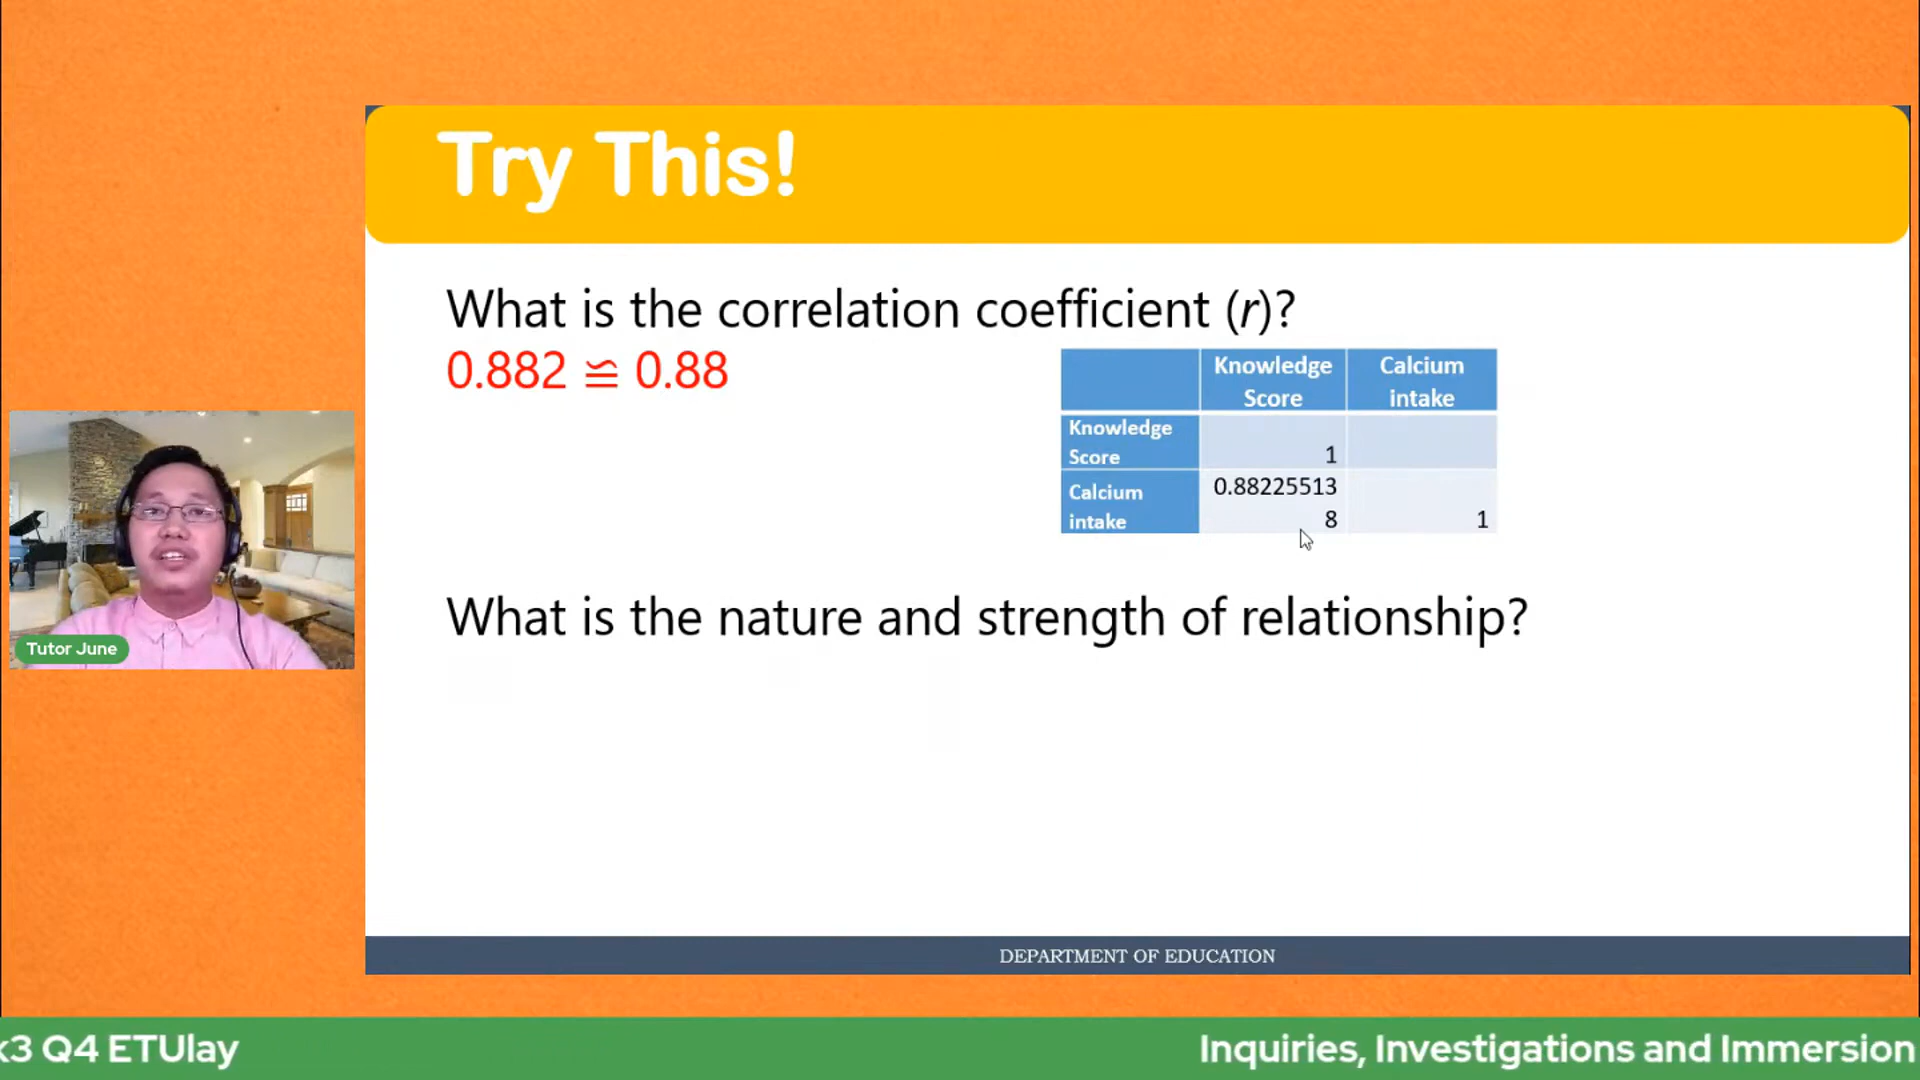 Try This!
What is the correlation coefficient (r)?
0.882 ≌ 0.88
Knowledge Score
Calcium intake
Knowledge Score
1
Calcium intake
0.88225513
8
1
What is the nature and strength of relationship?
Tutor June
DEPARTMENT OF EDUCATION
k3 Q4 ETUlay
Inquiries, Investigations and Immersion